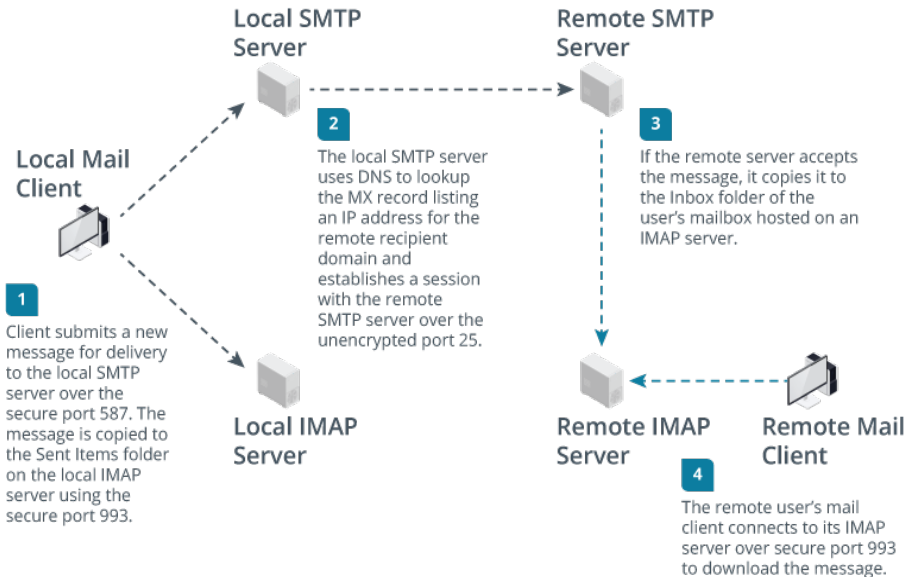 Local SMTP
Server
Remote SMTP
Server
2
The local SMTP server
uses DNS to lookup
the MX record listing
an IP address for the
remote recipient
domain and
establishes a session
with the remote
SMTP server over the
unencrypted port 25.
3
If the remote server accepts
the message, it copies it to
the Inbox folder of the
user's mailbox hosted on an
IMAP server.
Local Mail
Client
1
Client submits a new
message for delivery
to the local SMTP
server over the
secure port 587. The
message is copied to
the Sent Items folder
on the local IMAP
server using the
secure port 993.
Local IMAP
Server
Remote IMAP
Server
Remote Mail
Client
4
The remote user's mail
client connects to its IMAP
server over secure port 993
to download the message.